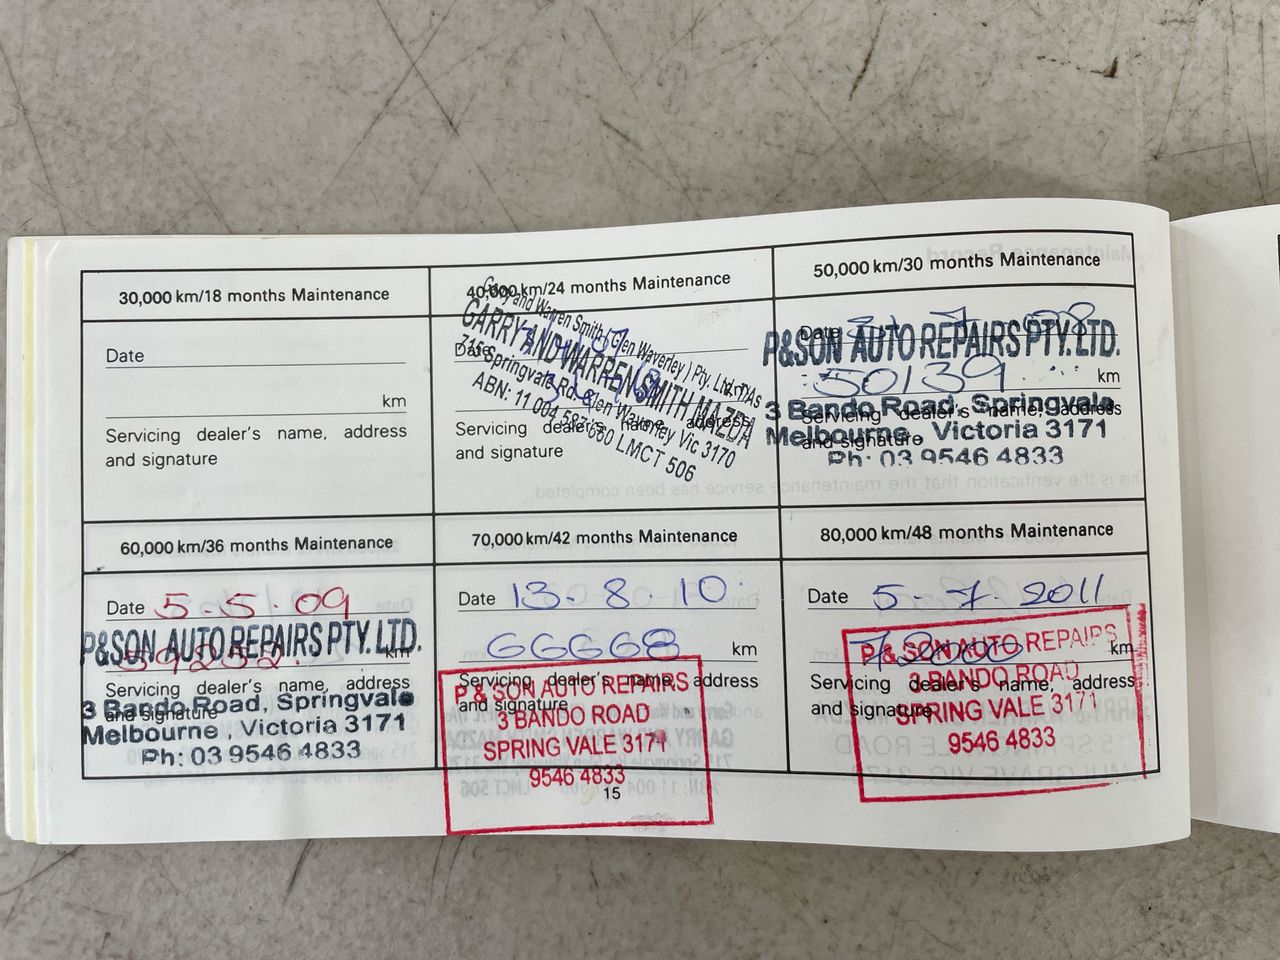 30,000 km/18 months Maintenance
Date
km
Servicing dealer's name, address
and signature
40,000 km/24 months Maintenance
Date
Garry and Warren Smith (Glen Waverley) Pty. Ltd. T/As
GARRY AND WARREN SMITH MAZDA
715 Springvale Rd. Glen Waverley Vic 3170
ABN: 11 004 587 660 LMCT 506
Servicing dealer's name, address
and signature
50,000 km/30 months Maintenance
Date
P&SON AUTO REPAIRS PTY. LTD.
50139 km
Servicing dealer's name, address
and signature
3 Bando Road, Springvale
Melbourne, Victoria 3171
Ph: 03 9546 4833
60,000 km/36 months Maintenance
Date 5-5-09
P&SON AUTO REPAIRS PTY. LTD.
km
Servicing dealer's name, address
and signature
3 Bando Road, Springvale
Melbourne, Victoria 3171
Ph: 03 9546 4833
70,000 km/42 months Maintenance
Date 13.8.10
66668 km
Servicing dealer's name, address
and signature
P & SON AUTO REPAIRS
3 BANDO ROAD
SPRING VALE 3171
9546 4833
80,000 km/48 months Maintenance
Date 5-7-2011
km
Servicing dealer's name, address
and signature
P & SON AUTO REPAIRS
3 BANDO ROAD
SPRING VALE 3171
9546 4833
15